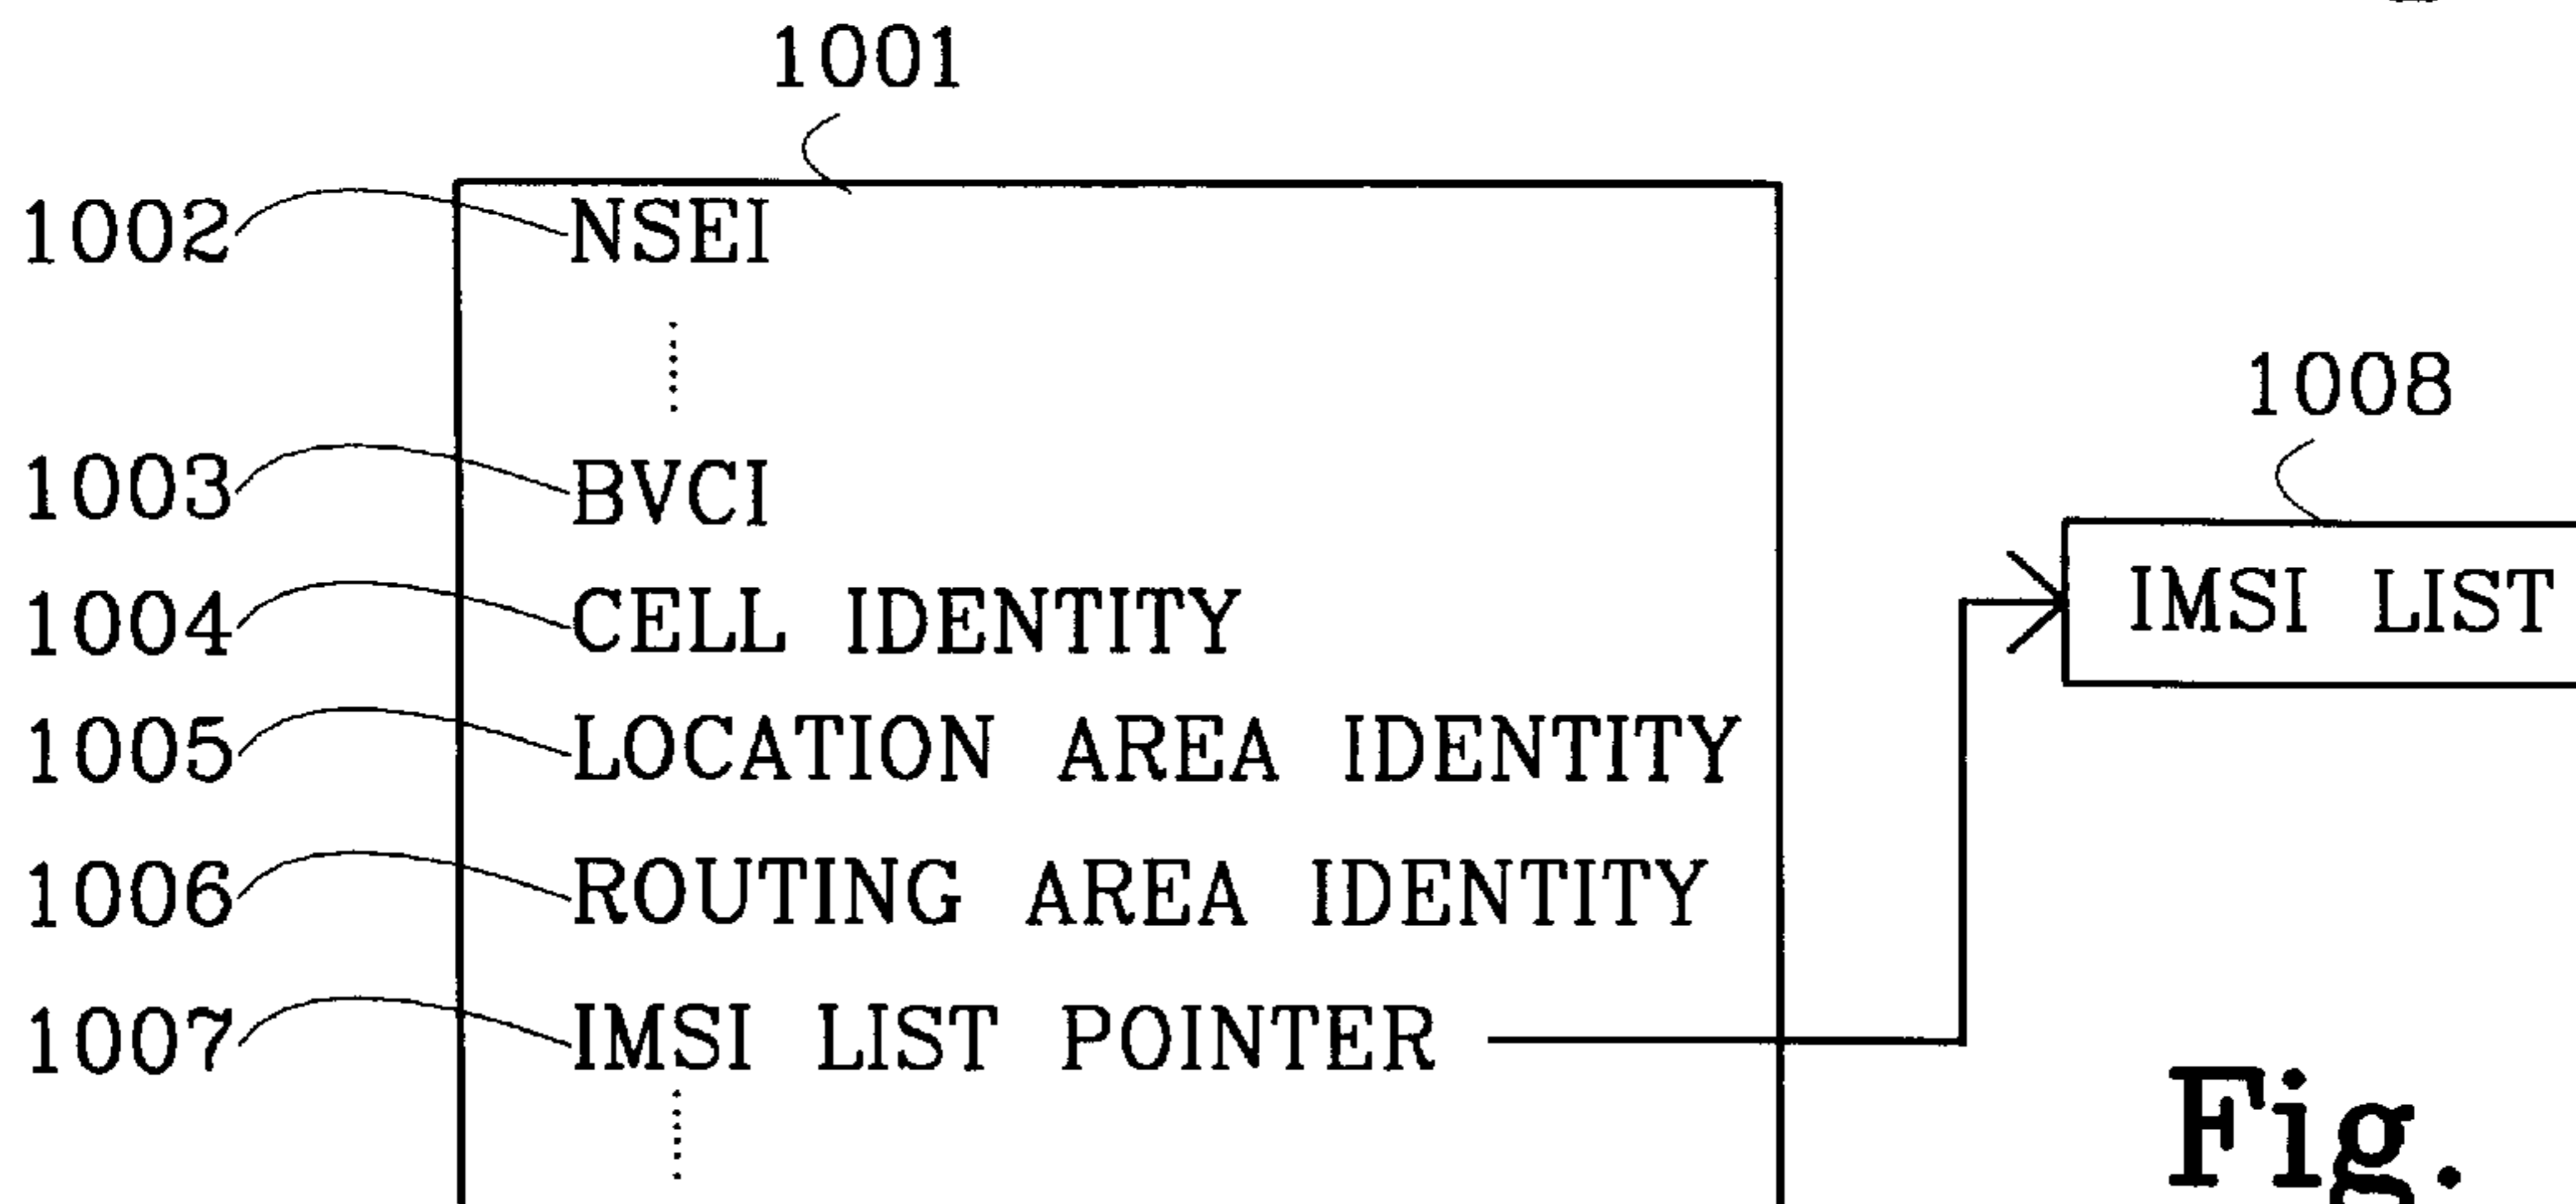 1001
1002 NSEI
1008
1003 BVCI
1004 CELL IDENTITY
IMSI LIST
1005 LOCATION AREA IDENTITY
1006 ROUTING AREA IDENTITY
1007 IMSI LIST POINTER
Fig.